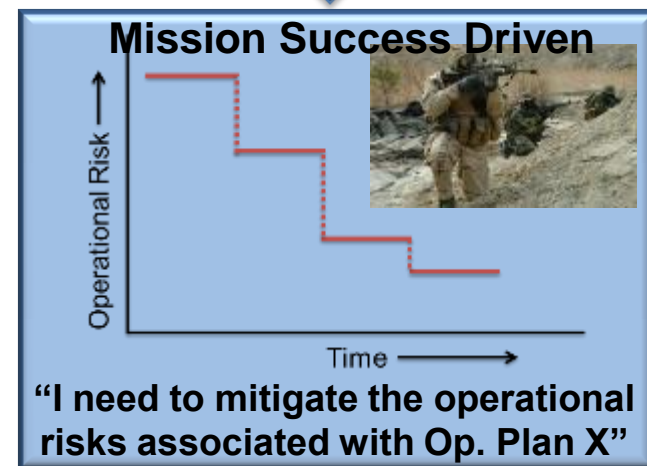 Mission Success Driven
Operational Risk
Time
“I need to mitigate the operational
risks associated with Op. Plan X”